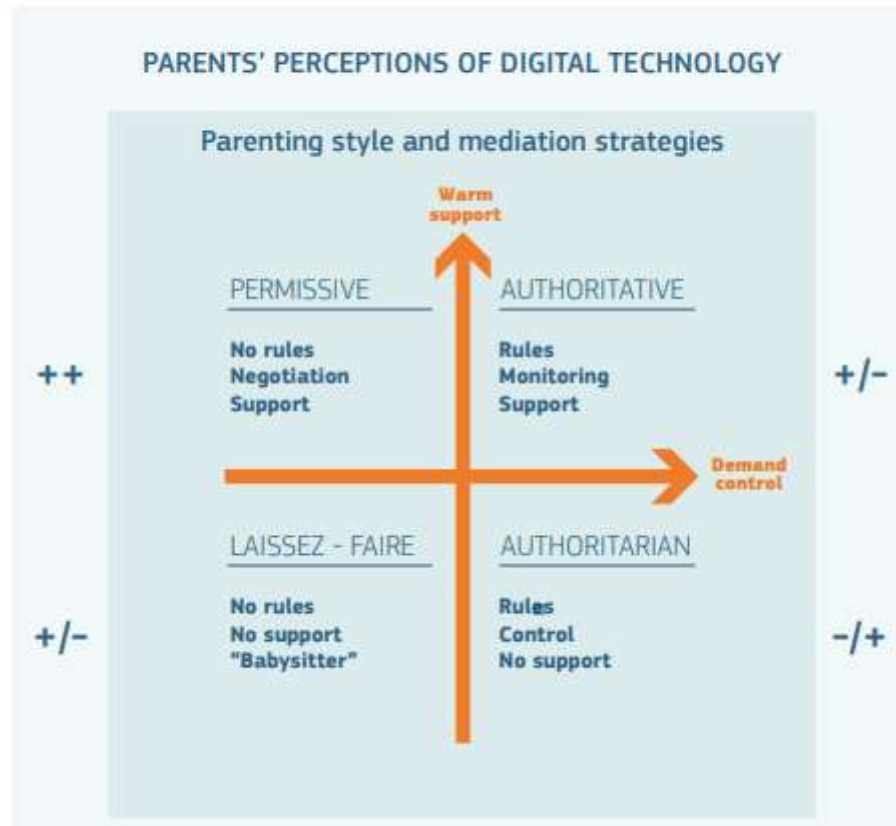 PARENTS' PERCEPTIONS OF DIGITAL TECHNOLOGY
Parenting style and mediation strategies
Warm
support
PERMISSIVE
No rules
Negotiation
Support
AUTHORITATIVE
Rules
Monitoring
Support
++
+/-
Demand
control
LAISSEZ - FAIRE
No rules
No support
"Babysitter"
AUTHORITARIAN
Rules
Control
No support
+/-
-/+